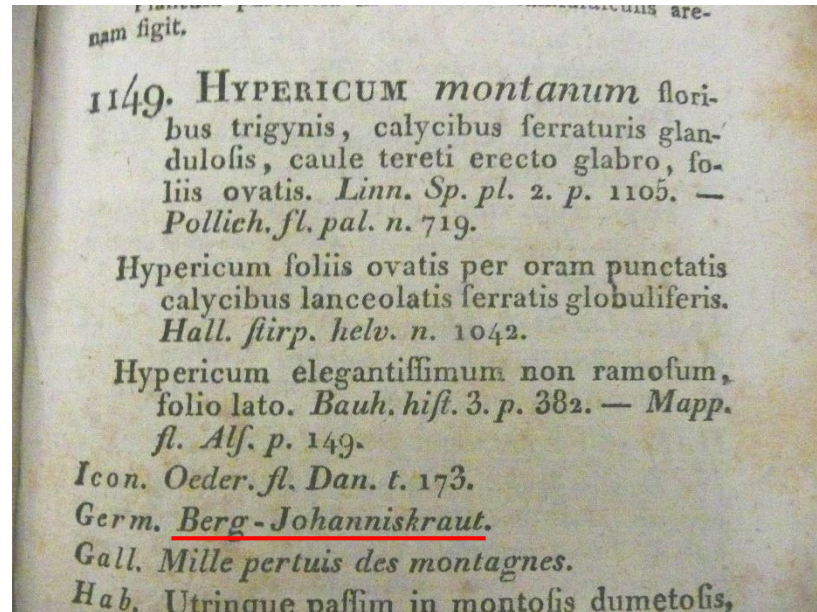 are-
nam figit.
1149. HYPERICUM montanum flori-
bus trigynis, calycibus ſerraturis glan-
duloſis, caule tereti erecto glabro, fo-
liis ovatis. Linn. Sp. pl. 2. p. 1105. —
Pollich. fl. pal. n. 719.
Hypericum foliis ovatis per oram punctatis
calycibus lanceolatis ſerratis globuliferis.
Hall. ſtirp. helv. n. 1042.
Hypericum elegantiſſimum non ramoſum,
folio lato. Bauh. hiſt. 3. p. 382. — Mapp.
fl. Alſ. p. 149.
Icon. Oeder. fl. Dan. t. 173.
Germ. Berg-Johanniskraut.
Gall. Mille pertuis des montagnes.
Hab. Utrinque paſſim in montoſis dumetoſis,